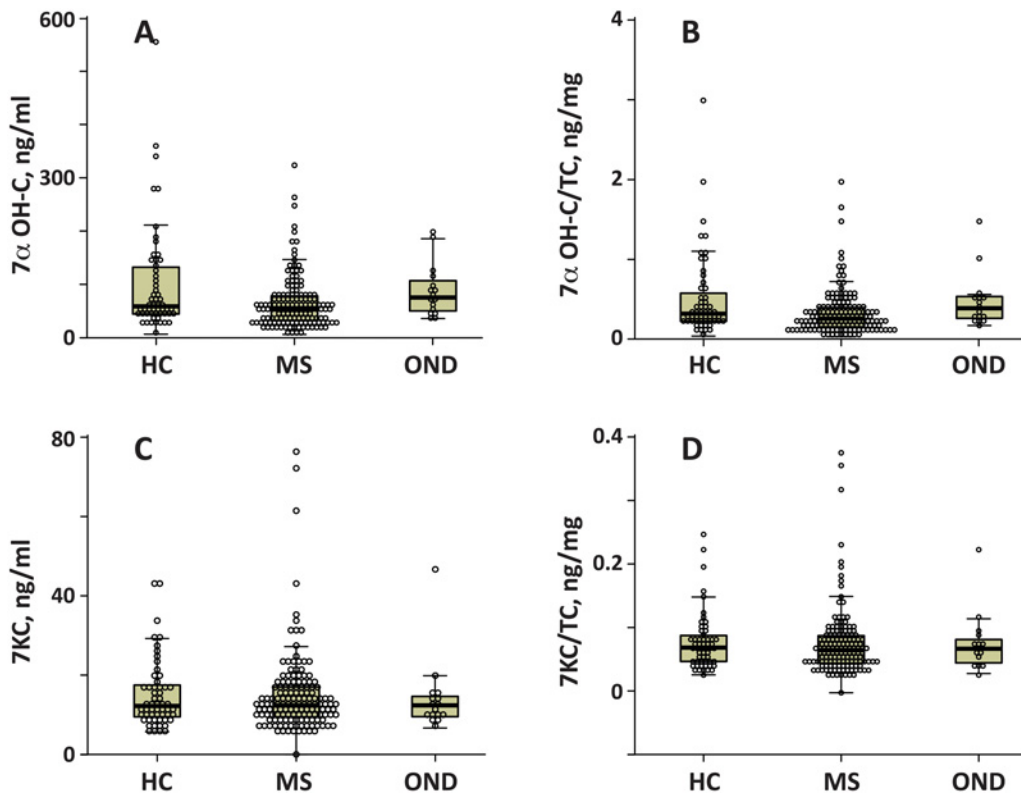 A
7α OH-C, ng/ml
600
300
0
HC MS OND
B
7α OH-C/TC, ng/mg
4
2
0
HC MS OND
C
7KC, ng/ml
80
40
0
HC MS OND
D
7KC/TC, ng/mg
0.4
0.2
0
HC MS OND